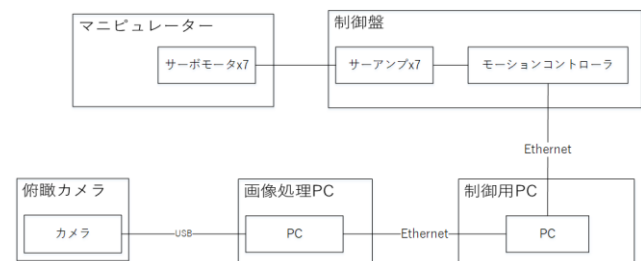 マニピュレーター
制御盤
サーボモータx7
サーアンプx7
モーションコントローラ
Ethernet
俯瞰カメラ
画像処理PC
制御用PC
カメラ
USB
PC
Ethernet
PC